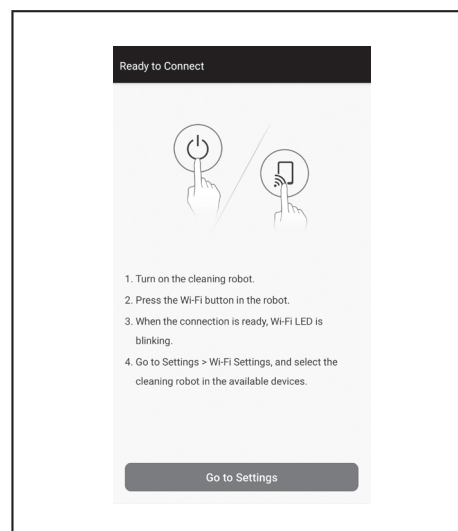 Ready to Connect
1. Turn on the cleaning robot.
2. Press the Wi-Fi button in the robot.
3. When the connection is ready, Wi-Fi LED is
blinking.
4. Go to Settings > Wi-Fi Settings, and select the
cleaning robot in the available devices.
Go to Settings